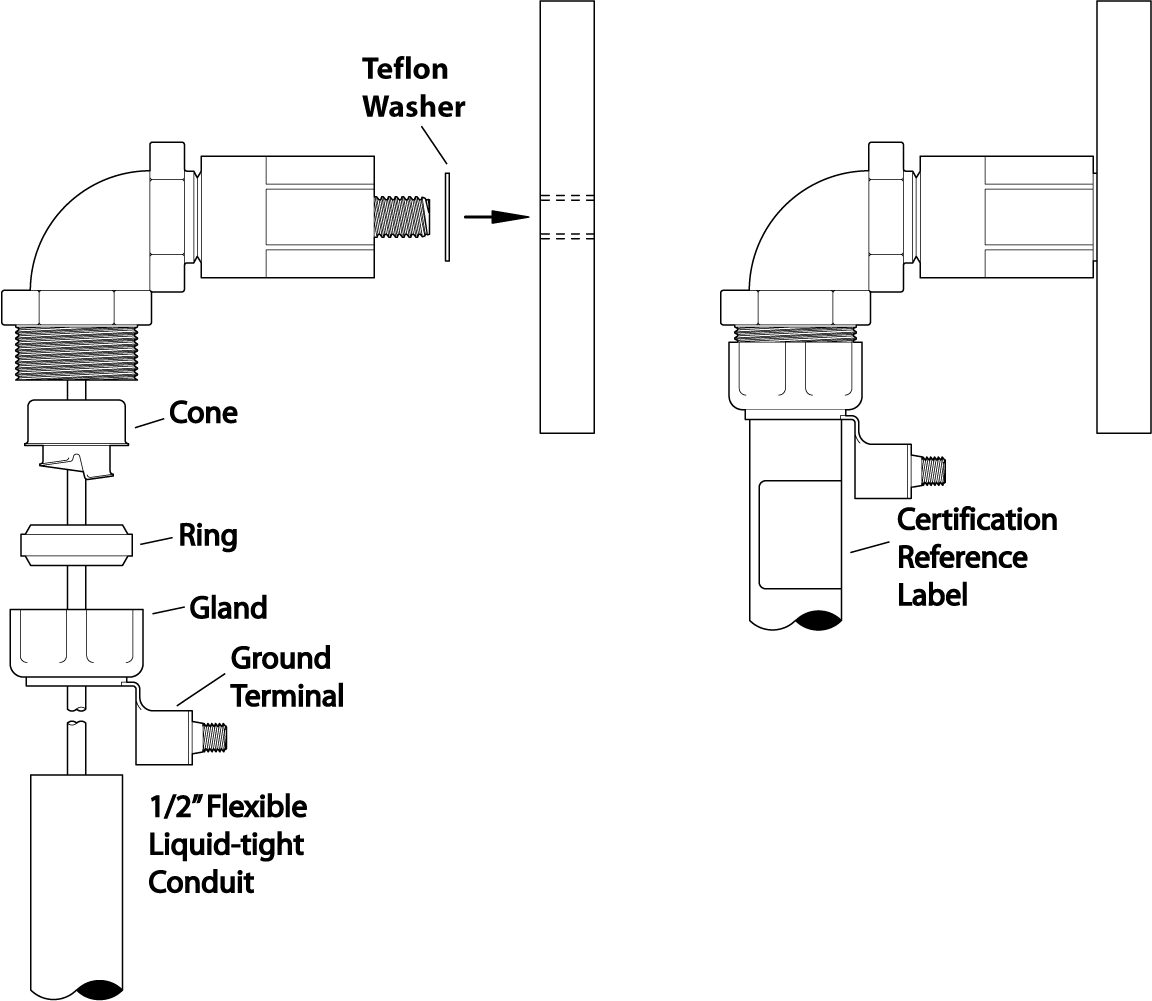 Teflon
Washer
Cone
Ring
Gland
Ground
Terminal
1/2” Flexible
Liquid-tight
Conduit
Certification
Reference
Label